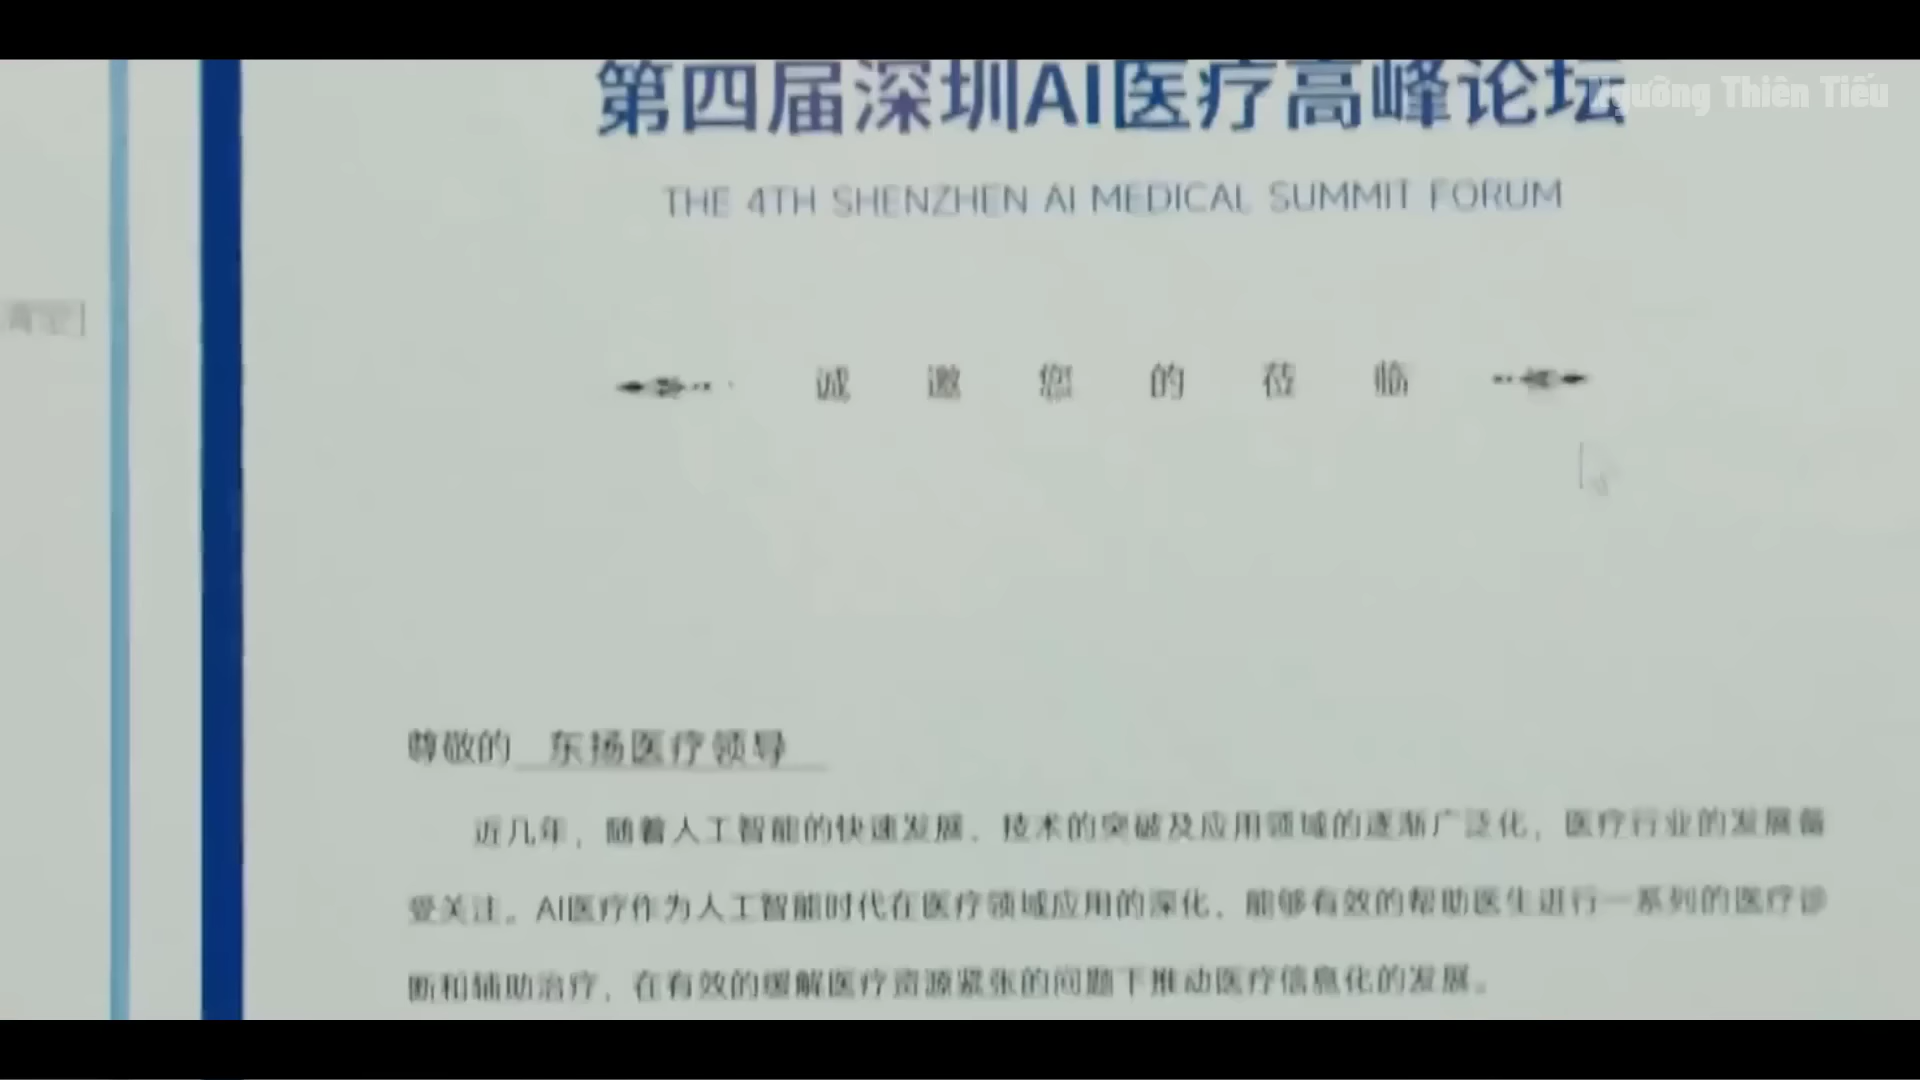 第四届深圳AI医疗高峰论坛
Ngưỡng Thiên Tiếu
THE 4TH SHENZHEN AI MEDICAL SUMMIT FORUM
诚邀您的莅临
尊敬的 东扬医疗领导
近几年，随着人工智能的快速发展、技术的突破及应用领域的逐渐广泛化，医疗行业的发展备
受关注。AI医疗作为人工智能时代在医疗领域应用的深化，能够有效的帮助医生进行一系列的医疗诊
断和辅助治疗，在有效的缓解医疗资源紧张的问题下推动医疗信息化的发展。